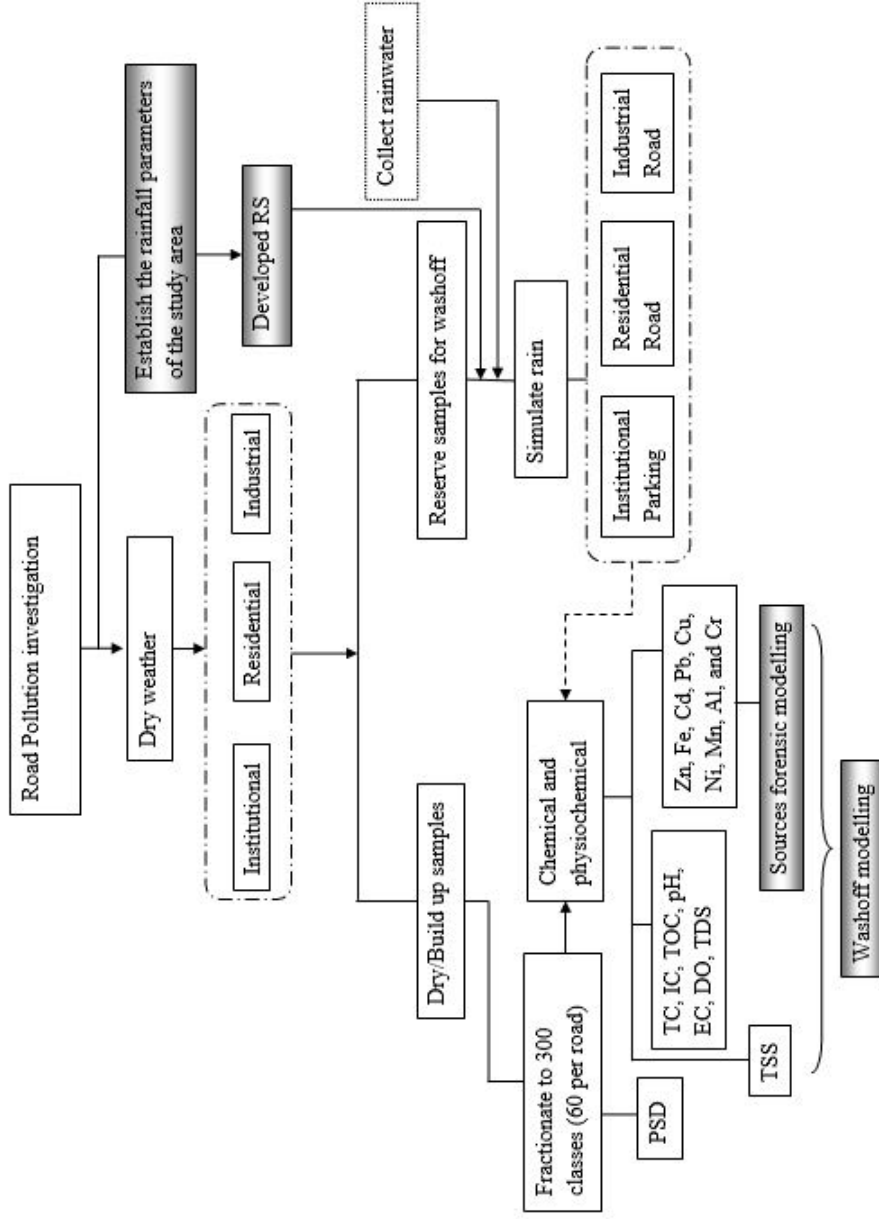 Road Pollution investigation
Dry weather
Establish the rainfall parameters
of the study area
Institutional
Residential
Industrial
Developed RS
Collect rainwater
Dry/Build up samples
Reserve samples for washoff
Simulate rain
Fractionate to 300
classes (60 per road)
Chemical and
physiochemical
Institutional
Parking
Residential
Road
Industrial
Road
PSD
TSS
TC, IC, TOC, pH,
EC, DO, TDS
Zn, Fe, Cd, Pb, Cu,
Ni, Mn, Al, and Cr
Sources forensic modelling
Washoff modelling